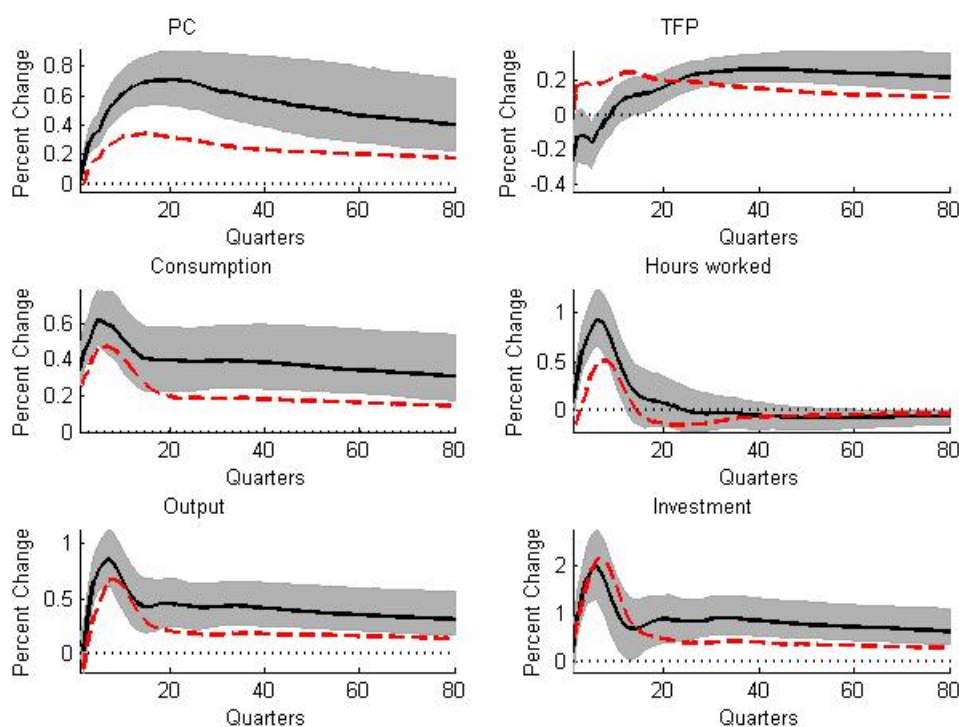 PC
Percent Change
0.8
0.6
0.4
0.2
0
20 40 60 80
Quarters
TFP
Percent Change
0.2
0
-0.2
-0.4
20 40 60 80
Quarters
Consumption
Percent Change
0.6
0.4
0.2
0
20 40 60 80
Quarters
Hours worked
Percent Change
1
0.5
0
20 40 60 80
Quarters
Output
Percent Change
1
0.5
0
20 40 60 80
Quarters
Investment
Percent Change
2
1
0
20 40 60 80
Quarters